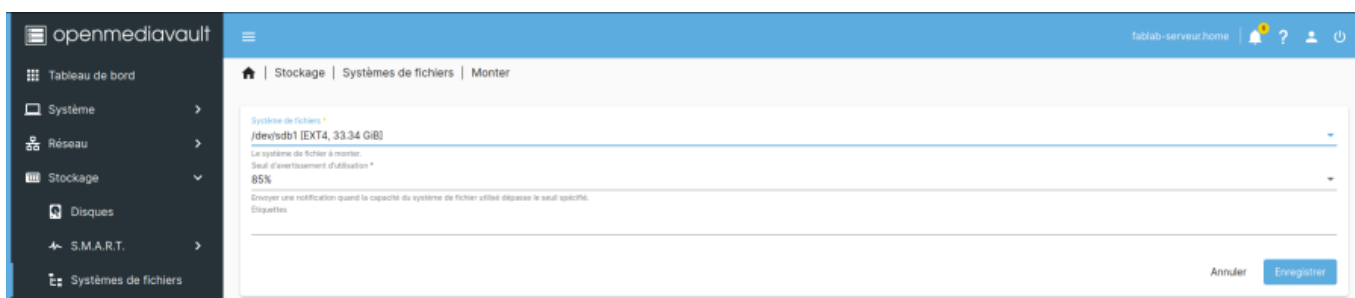 openmediavault
fablab-serveur.home
Tableau de bord
Stockage | Systèmes de fichiers | Monter
Système
Réseau
Stockage
Disques
S.M.A.R.T.
Systèmes de fichiers
Système de fichiers *
/dev/sdb1 [EXT4, 33.34 GiB]
Le système de fichier à monter.
Seuil d'avertissement d'utilisation *
85%
Envoyer une notification quand la capacité du système de fichier utilisé dépasse le seuil spécifié.
Étiquettes
Annuler
Enregistrer